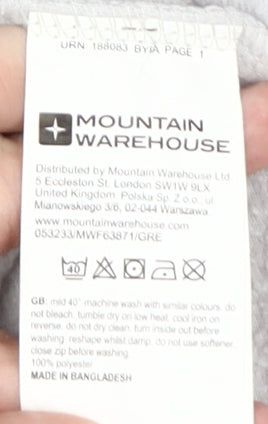 URN 188083 BYIA PAGE 1
MOUNTAIN
WAREHOUSE
Distributed by Mountain Warehouse Ltd
5 Eccleston St. London SW1W 9LX
United Kingdom. Polska Sp. Z o.o., ul
Mianowskiego 3/6, 02-044 Warszawa
www.mountainwarehouse.com
053233/MWF63871/GRE
40
GB: mild 40° machine wash with similar colours. do
not bleach. tumble dry on low heat. cool iron on
reverse. do not dry clean. turn inside out before
washing. reshape whilst damp. do not use softener.
close zip before washing
100% polyester
MADE IN BANGLADESH